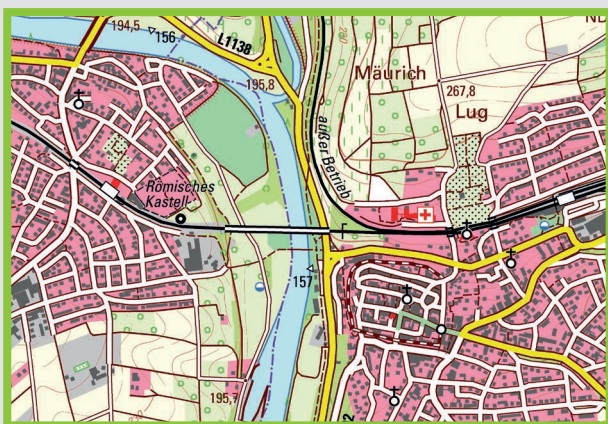 194,5
156
L1138
195,8
Mäurich
267,8
Lug
außer Betrieb
Römisches
Kastell
157
195,7